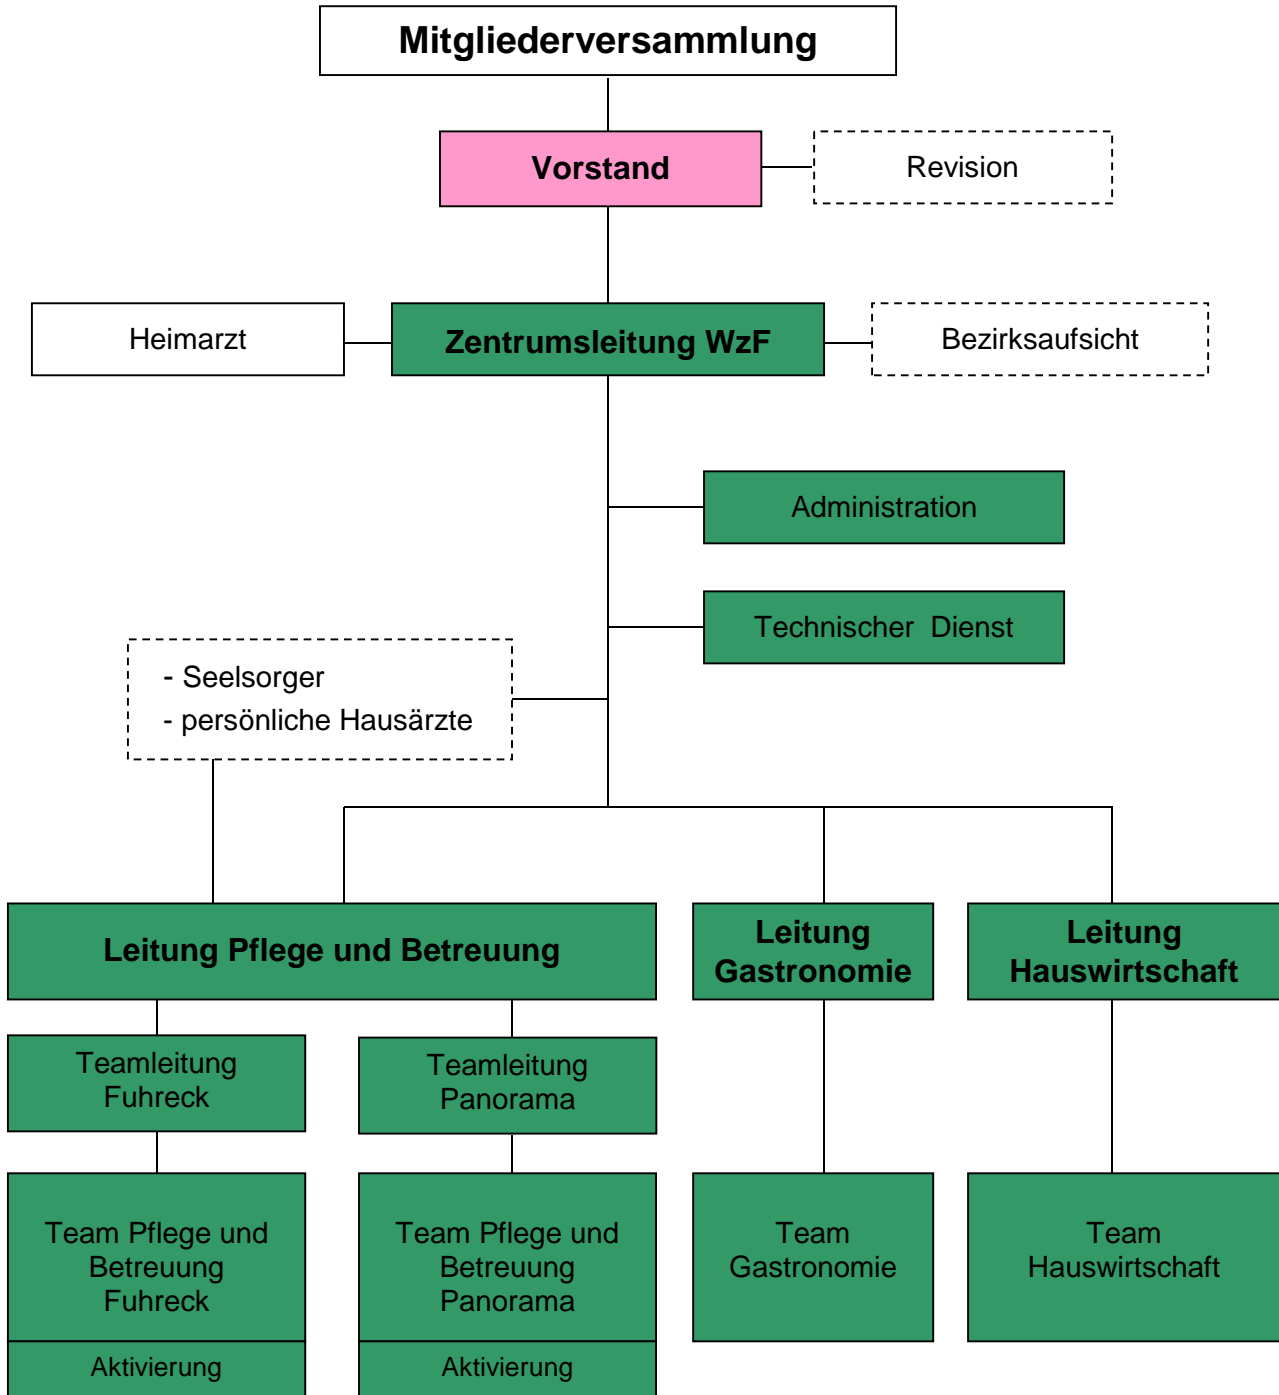 Mitgliederversammlung
Vorstand
Revision
Heimarzt
Zentrumsleitung WzF
Bezirksaufsicht
Administration
Technischer Dienst
- Seelsorger
- persönliche Hausärzte
Leitung Pflege und Betreuung
Leitung
Gastronomie
Leitung
Hauswirtschaft
Teamleitung
Fuhreck
Teamleitung
Panorama
Team Pflege und
Betreuung
Fuhreck
Team Pflege und
Betreuung
Panorama
Team
Gastronomie
Team
Hauswirtschaft
Aktivierung
Aktivierung